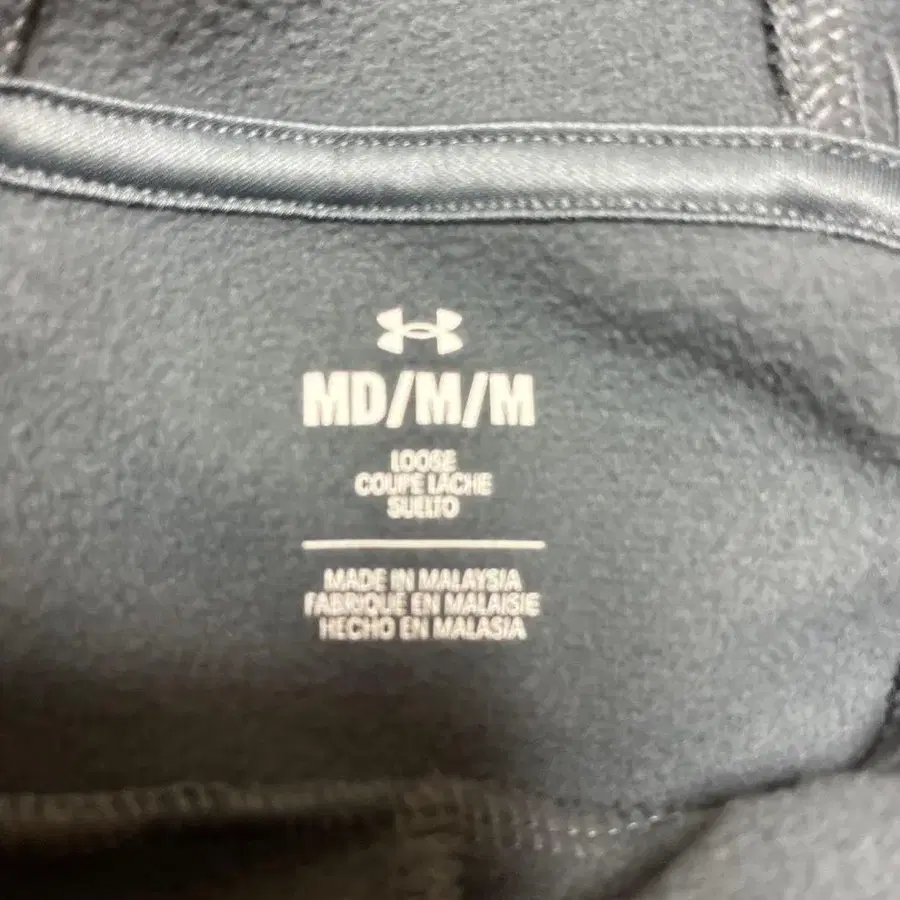 MD/M/M
LOOSE
COUPE LACHE
SUELTO
MADE IN MALAYSIA
FABRIQUE EN MALAISIE
HECHO EN MALASIA